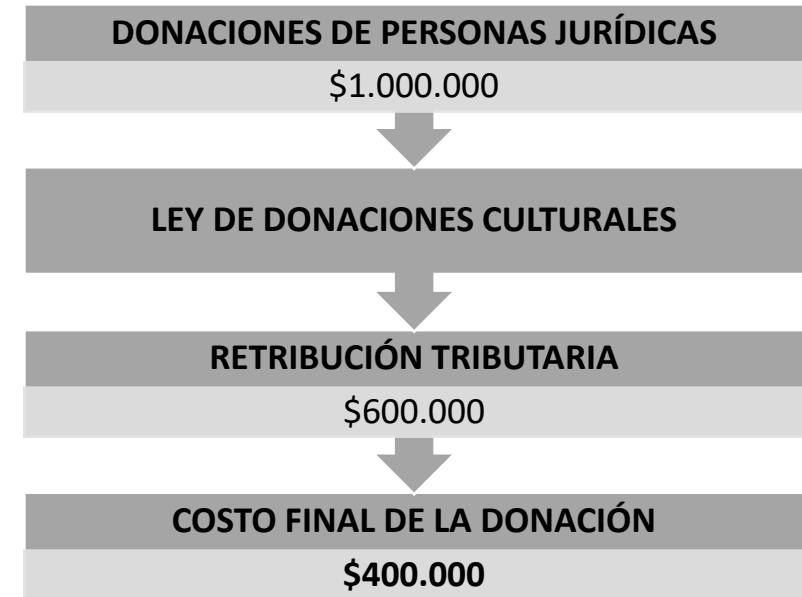 DONACIONES DE PERSONAS JURÍDICAS
$1.000.000
LEY DE DONACIONES CULTURALES
RETRIBUCIÓN TRIBUTARIA
$600.000
COSTO FINAL DE LA DONACIÓN
$400.000